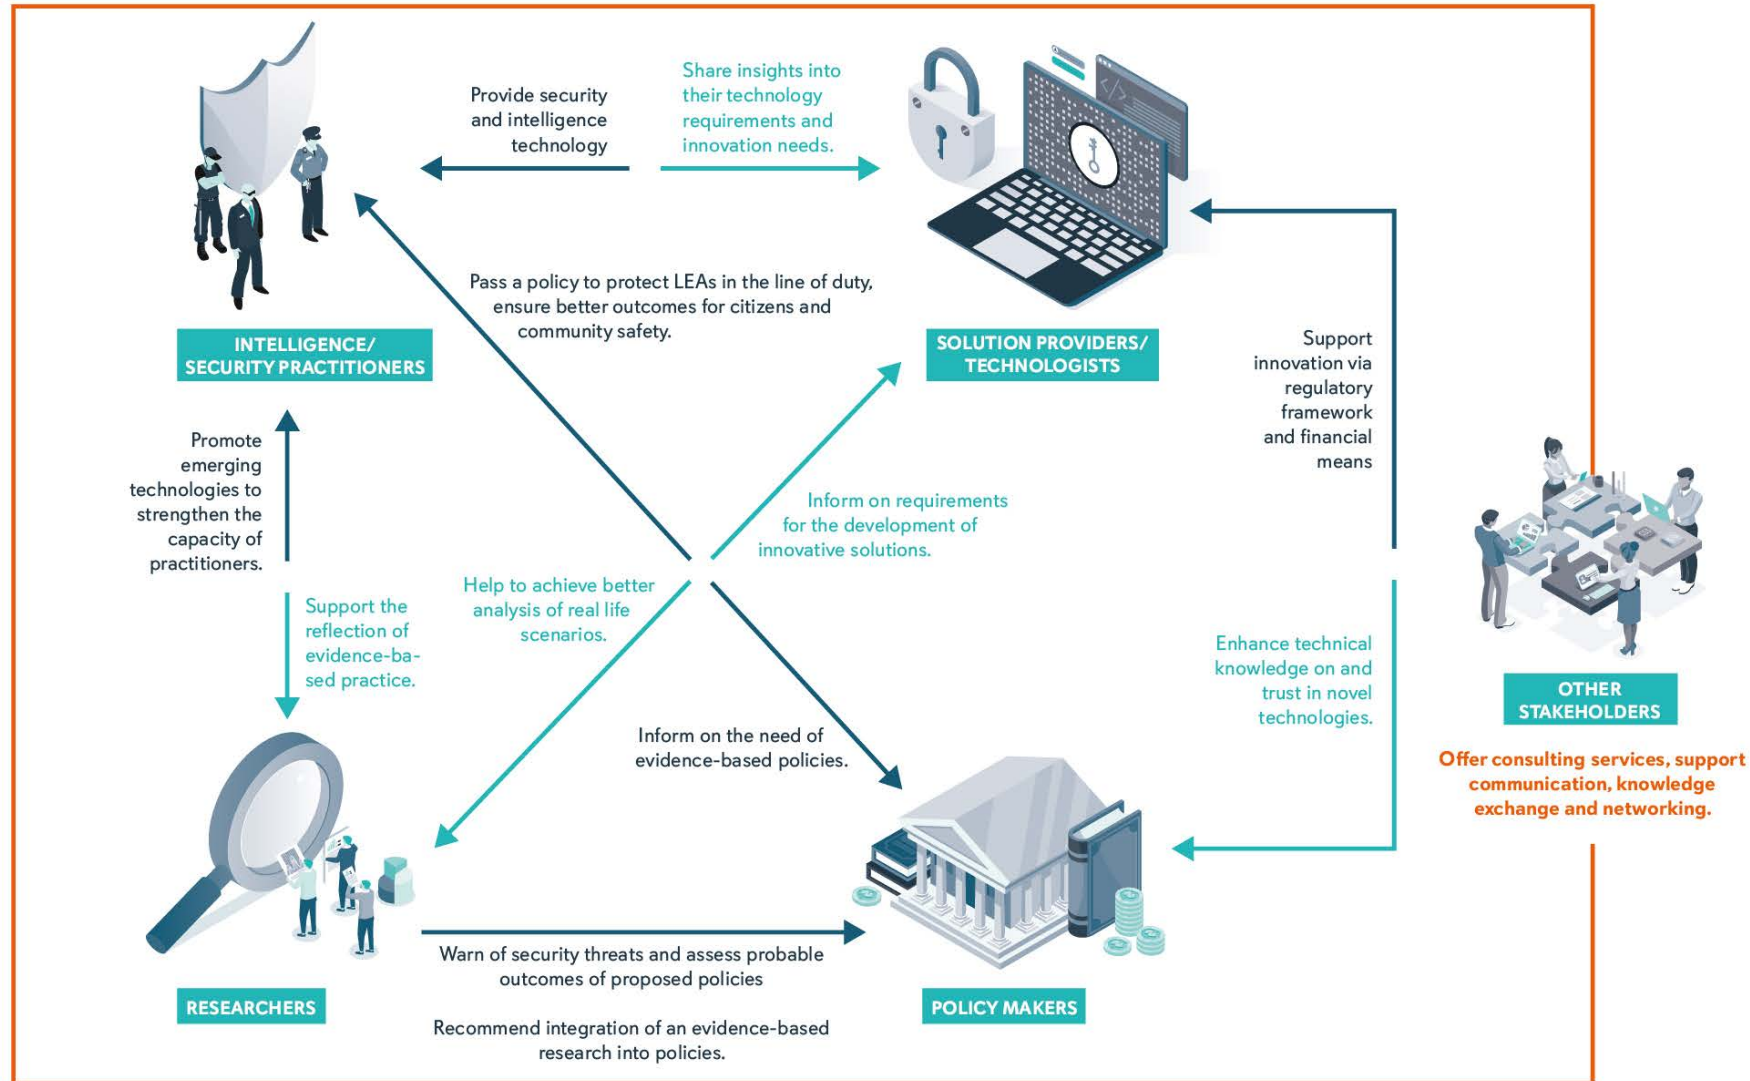 Provide security
and intelligence
technology
Share insights into
their technology
requirements and
innovation needs.
Pass a policy to protect LEAs in the line of duty,
ensure better outcomes for citizens and
community safety.
INTELLIGENCE/
SECURITY PRACTITIONERS
SOLUTION PROVIDERS/
TECHNOLOGISTS
Support
innovation via
regulatory
framework
and financial
means
Promote
emerging
technologies to
strengthen the
capacity of
practitioners.
Inform on requirements
for the development of
innovative solutions.
Help to achieve better
analysis of real life
scenarios.
Support the
reflection of
evidence-ba-
sed practice.
Enhance technical
knowledge on and
trust in novel
technologies.
OTHER
STAKEHOLDERS
Offer consulting services, support
communication, knowledge
exchange and networking.
Inform on the need of
evidence-based policies.
Warn of security threats and assess probable
outcomes of proposed policies
Recommend integration of an evidence-based
research into policies.
RESEARCHERS
POLICY MAKERS